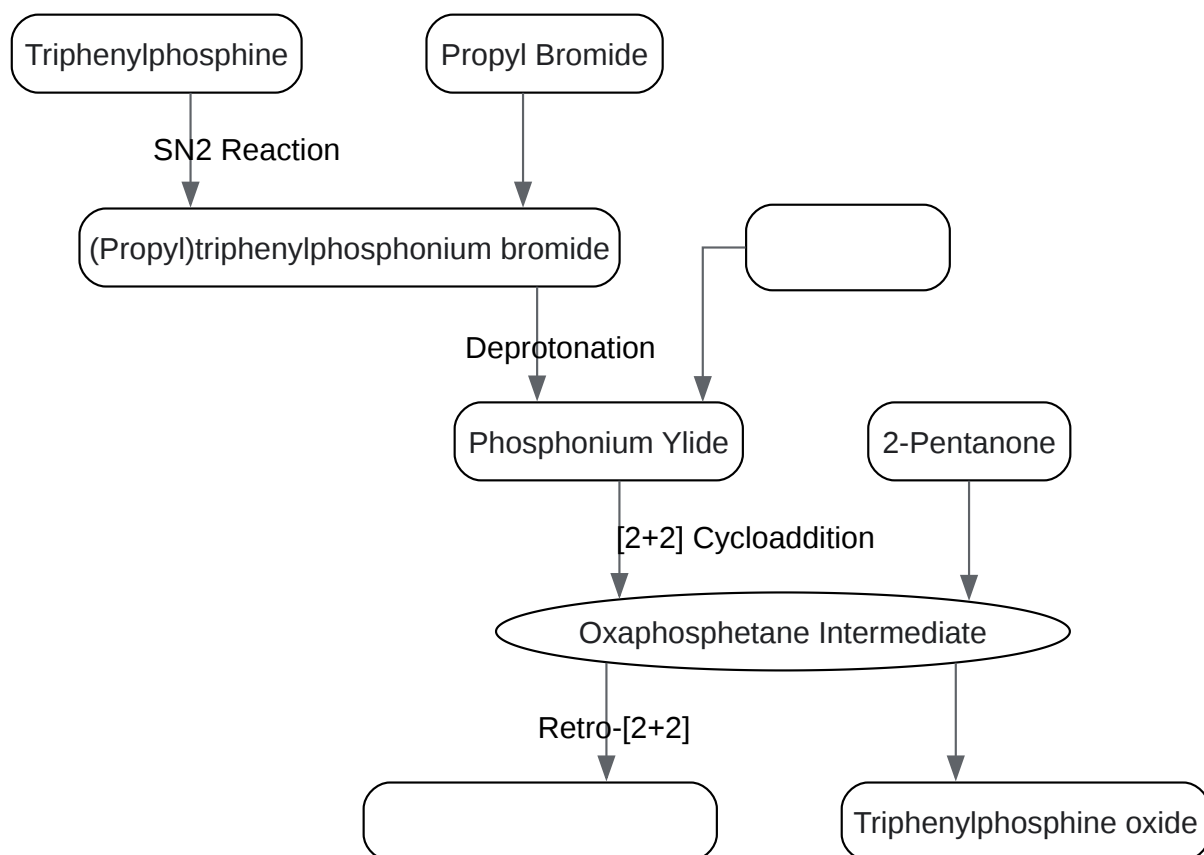 Triphenylphosphine
Propyl Bromide
SN2 Reaction
(Propyl)triphenylphosphonium bromide
Deprotonation
Phosphonium Ylide
2-Pentanone
[2+2] Cycloaddition
Oxaphosphetane Intermediate
Retro-[2+2]
Triphenylphosphine oxide